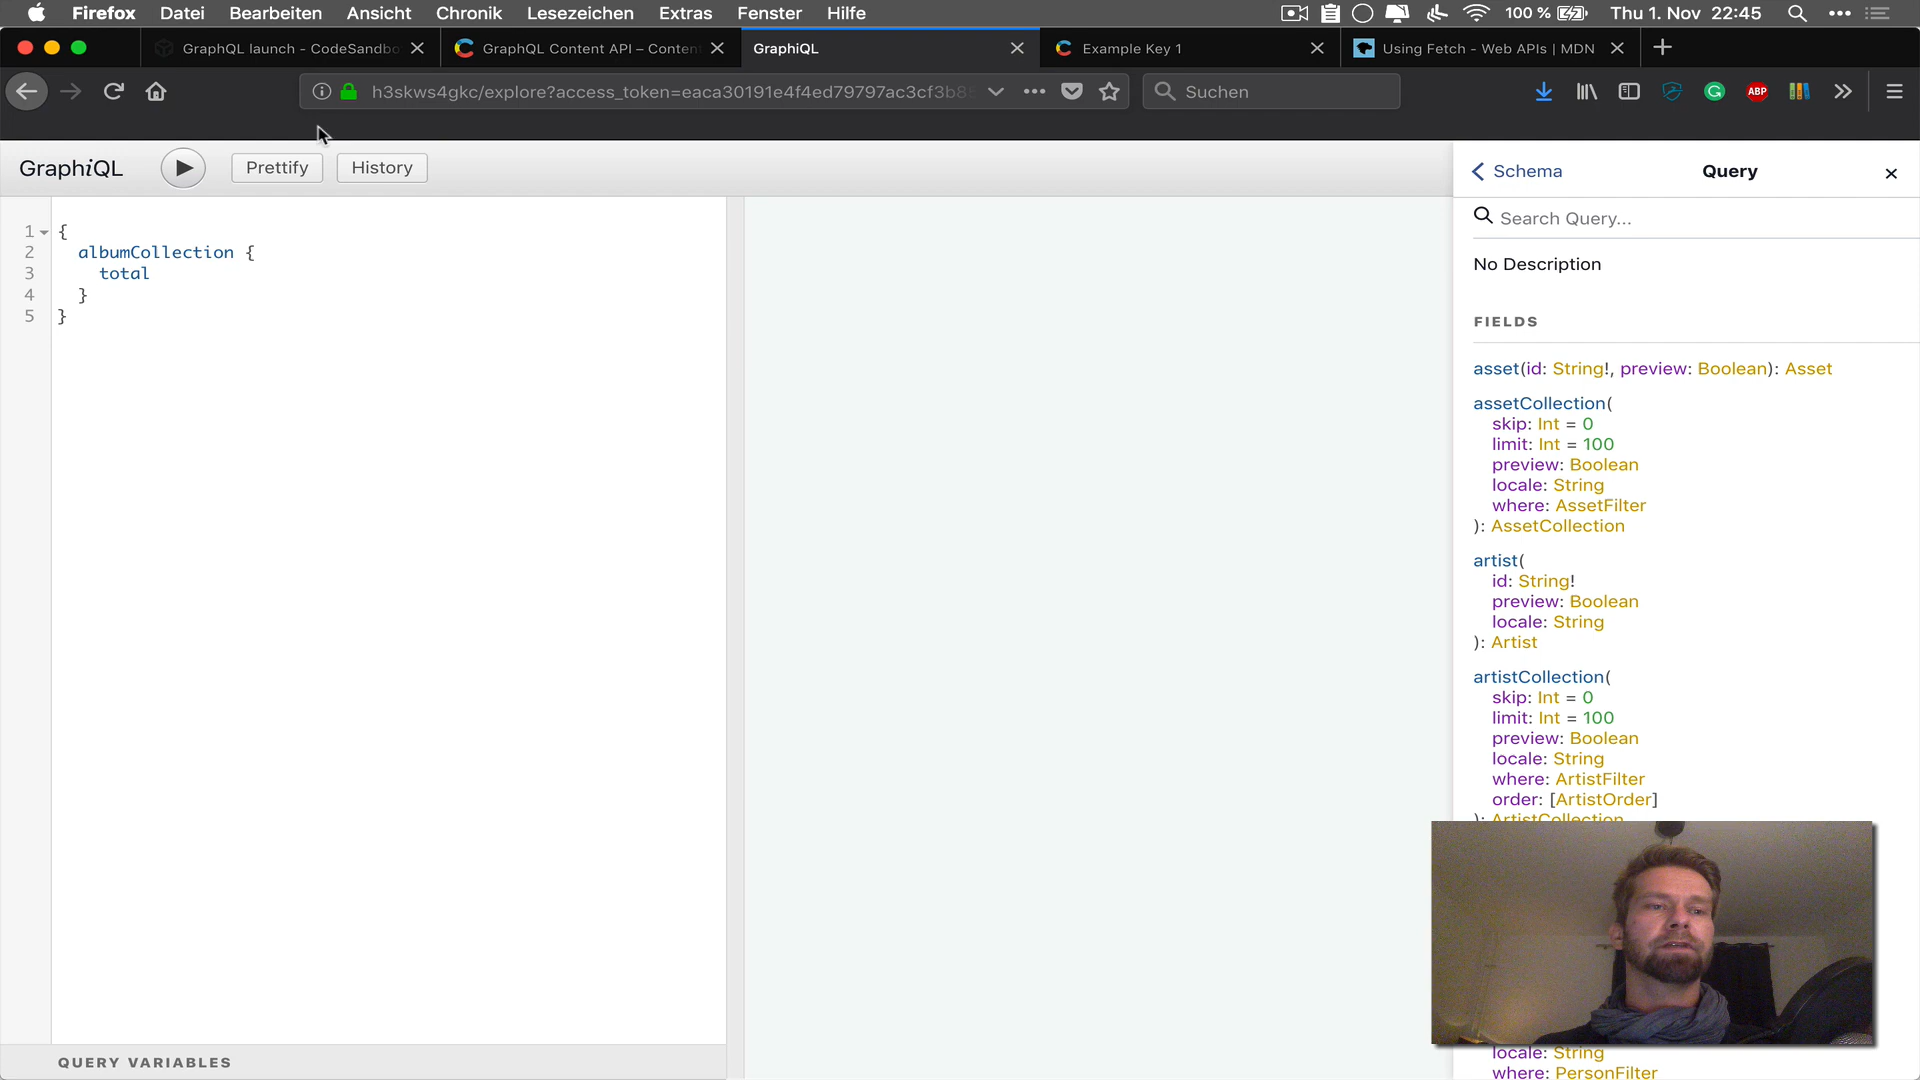 Firefox Datei Bearbeiten Ansicht Chronik Lesezeichen Extras Fenster Hilfe 100 % Thu 1. Nov 22:45
GraphQL launch - CodeSandbo GraphQL Content API – Conten GraphiQL Example Key 1 Using Fetch - Web APIs | MDN
h3skws4gkc/explore?access_token=eaca30191e4f4ed79797ac3cf3b8 Suchen ABP
GraphiQL Prettify History
1 {
2 albumCollection {
3 total
4 }
5 }
QUERY VARIABLES
Schema Query
Search Query...
No Description
FIELDS
asset(id: String!, preview: Boolean): Asset
assetCollection(
skip: Int = 0
limit: Int = 100
preview: Boolean
locale: String
where: AssetFilter
): AssetCollection
artist(
id: String!
preview: Boolean
locale: String
): Artist
artistCollection(
skip: Int = 0
limit: Int = 100
preview: Boolean
locale: String
where: ArtistFilter
order: [ArtistOrder]
): ArtistCollection
locale: String
where: PersonFilter